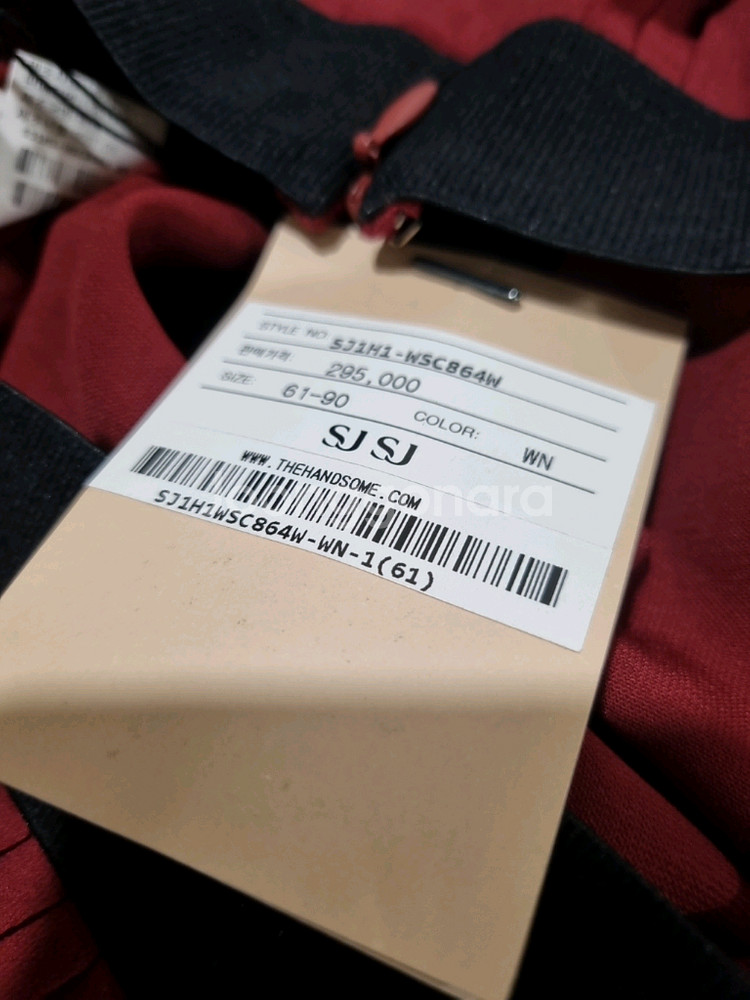 STYLE NO SJ1H1-WSC864W
판매가격: 295,000
SIZE: 61-90 COLOR: WN
SJSJ
WWW.THEHANDSOME.COM
SJ1H1WSC864W-WN-1(61)